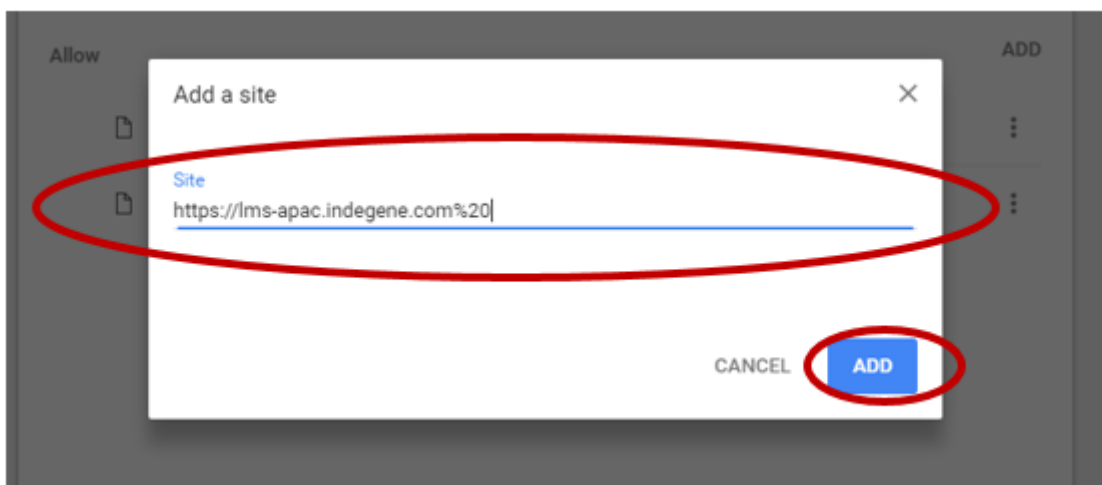 Allow
ADD
Add a site
Site
https://lms-apac.indegene.com%20
CANCEL
ADD